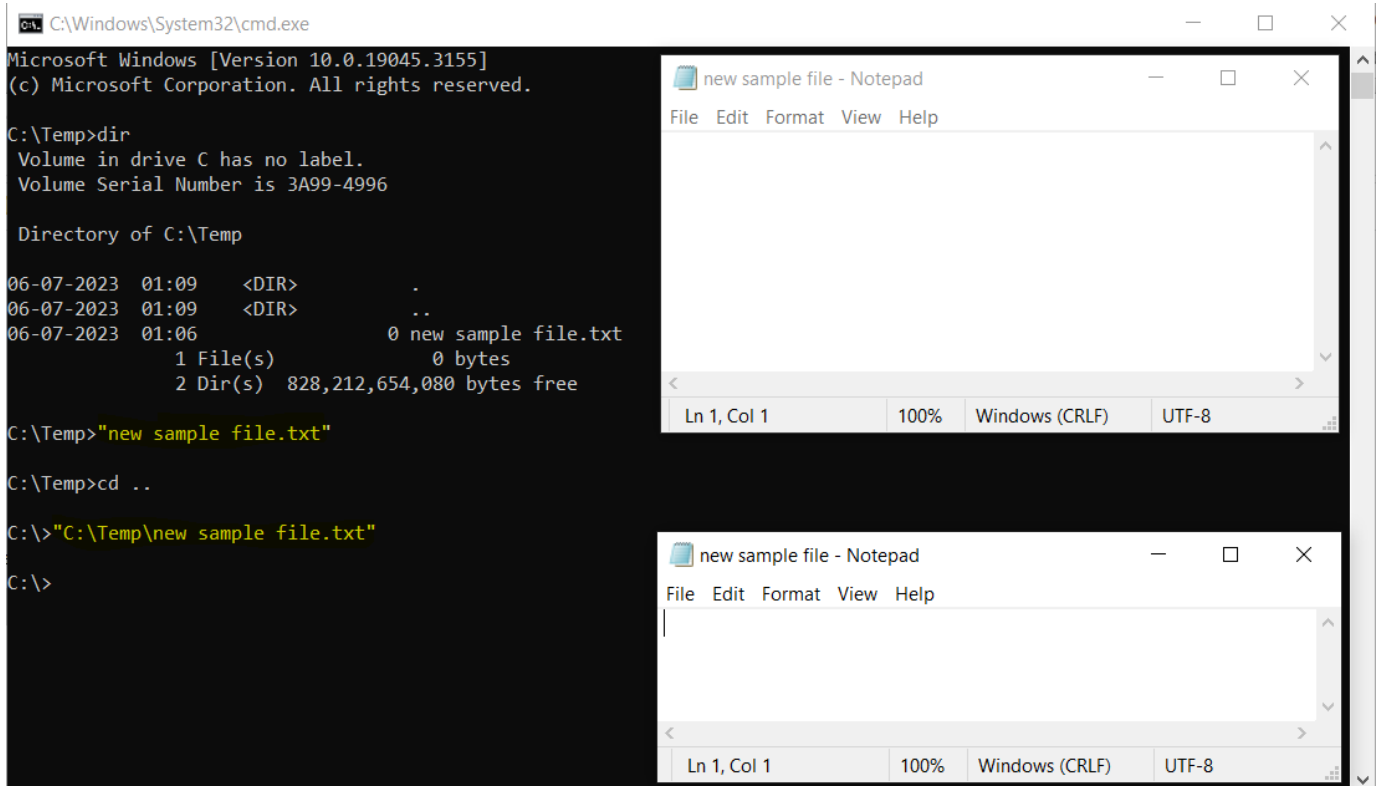 C:\Windows\System32\cmd.exe
Microsoft Windows [Version 10.0.19045.3155]
(c) Microsoft Corporation. All rights reserved.
C:\Temp>dir
Volume in drive C has no label.
Volume Serial Number is 3A99-4996
Directory of C:\Temp
06-07-2023 01:09 <DIR> .
06-07-2023 01:09 <DIR> ..
06-07-2023 01:06 0 new sample file.txt
1 File(s) 0 bytes
2 Dir(s) 828,212,654,080 bytes free
C:\Temp>"new sample file.txt"
C:\Temp>cd ..
C:\>"C:\Temp\new sample file.txt"
C:\>
new sample file - Notepad
File Edit Format View Help
Ln 1, Col 1 100% Windows (CRLF) UTF-8
new sample file - Notepad
File Edit Format View Help
Ln 1, Col 1 100% Windows (CRLF) UTF-8